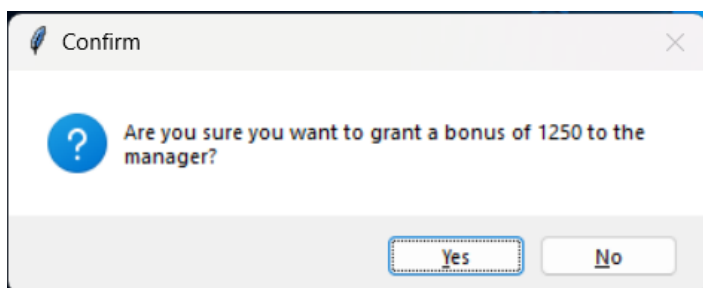 Confirm
Are you sure you want to grant a bonus of 1250 to the
manager?
Yes
No